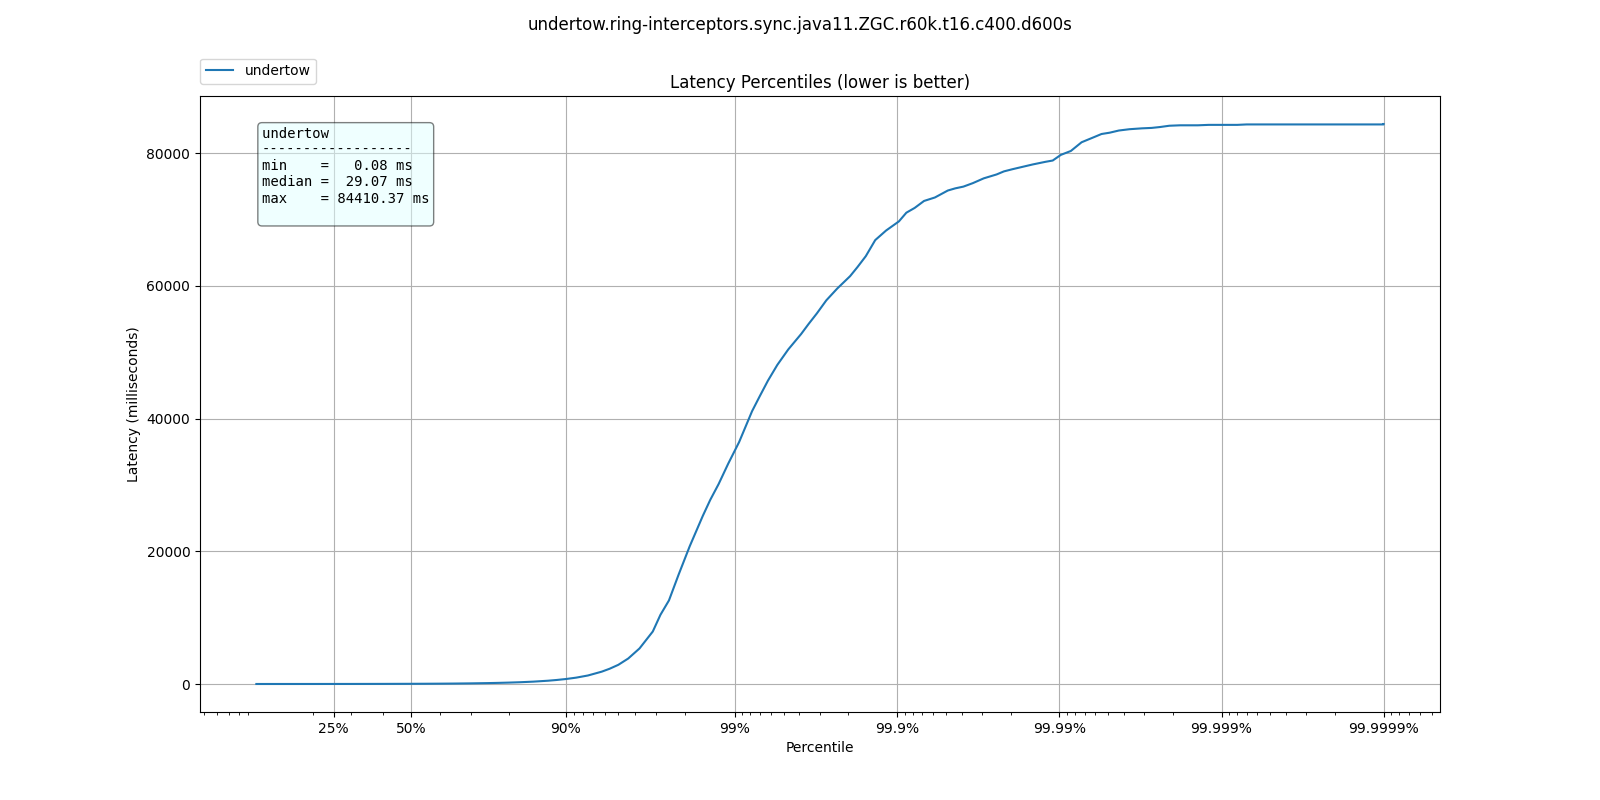 undertow.ring-interceptors.sync.java11.ZGC.r60k.t16.c400.d600s
undertow
Latency Percentiles (lower is better)
undertow
------------------
min    =   0.08 ms
median =  29.07 ms
max    = 84410.37 ms
80000
60000
40000
20000
0
Latency (milliseconds)
25% 50% 90% 99% 99.9% 99.99% 99.999% 99.9999%
Percentile